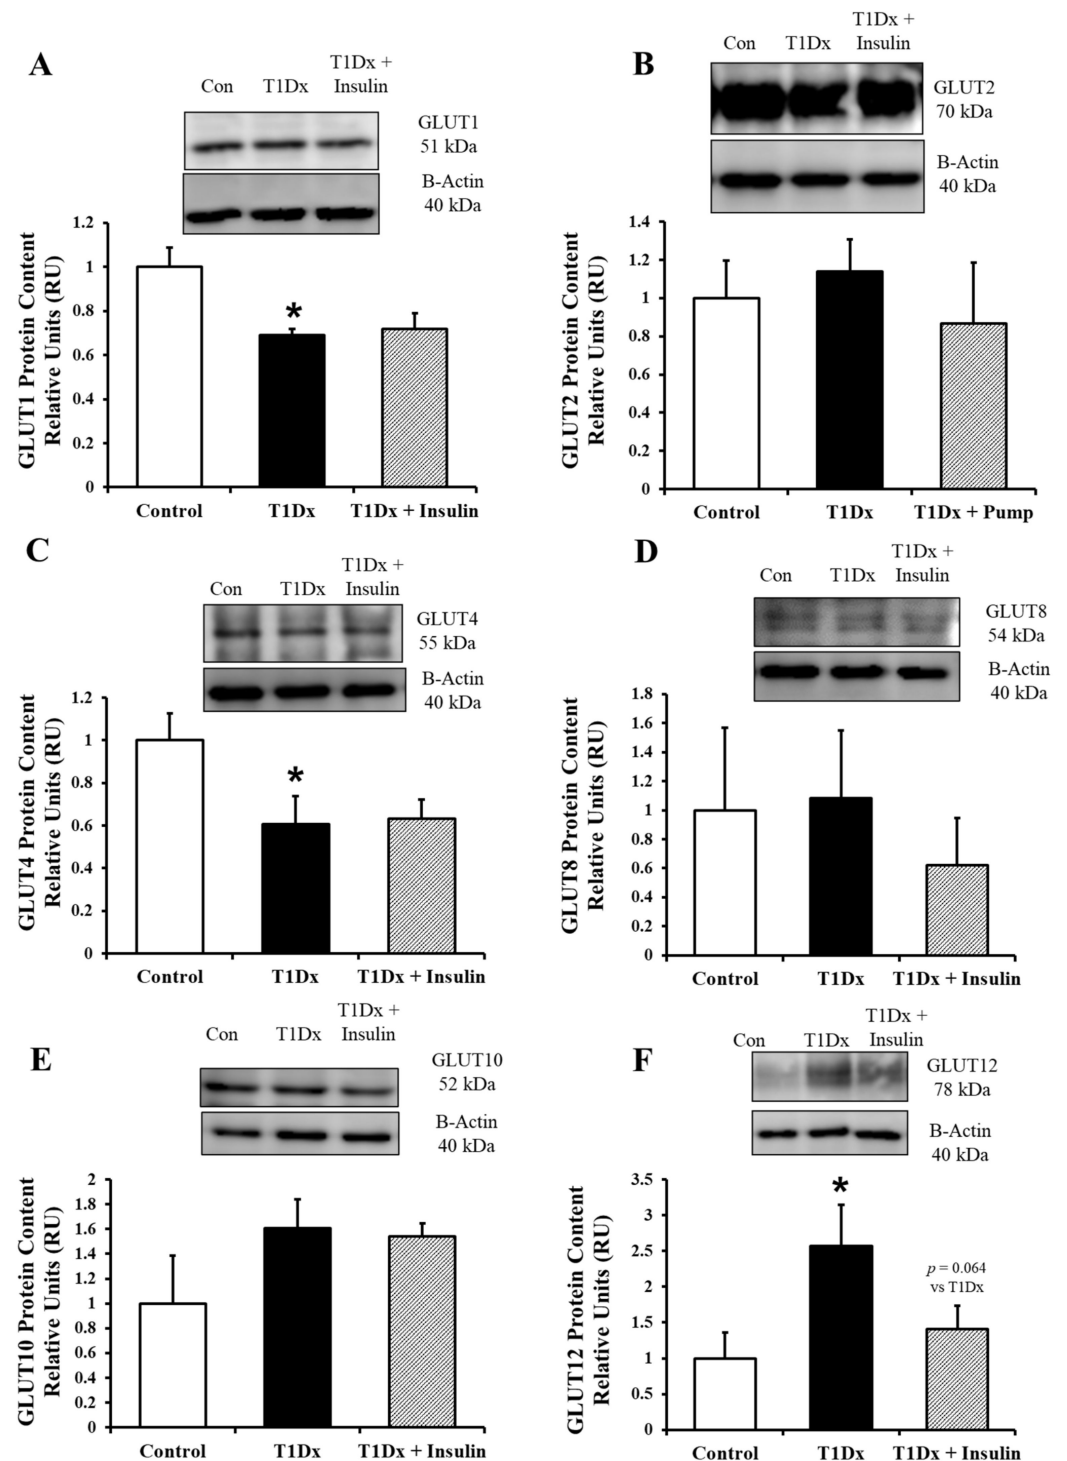 A
Con
T1Dx
T1Dx +
Insulin
GLUT1
51 kDa
B-Actin
40 kDa
GLUT1 Protein Content
Relative Units (RU)
1.2
1
0.8
0.6
0.4
0.2
0
*
Control
T1Dx
T1Dx + Insulin
B
Con
T1Dx
T1Dx +
Insulin
GLUT2
70 kDa
B-Actin
40 kDa
GLUT2 Protein Content
Relative Units (RU)
1.4
1.2
1
0.8
0.6
0.4
0.2
0
Control
T1Dx
T1Dx + Pump
C
Con
T1Dx
T1Dx +
Insulin
GLUT4
55 kDa
B-Actin
40 kDa
GLUT4 Protein Content
Relative Units (RU)
1.2
1
0.8
0.6
0.4
0.2
0
*
Control
T1Dx
T1Dx + Insulin
D
Con
T1Dx
T1Dx +
Insulin
GLUT8
54 kDa
B-Actin
40 kDa
GLUT8 Protein Content
Relative Units (RU)
1.8
1.6
1.4
1.2
1
0.8
0.6
0.4
0.2
0
Control
T1Dx
T1Dx + Insulin
E
Con
T1Dx
T1Dx +
Insulin
GLUT10
52 kDa
B-Actin
40 kDa
GLUT10 Protein Content
Relative Units (RU)
2
1.8
1.6
1.4
1.2
1
0.8
0.6
0.4
0.2
0
Control
T1Dx
T1Dx + Insulin
F
Con
T1Dx
T1Dx +
Insulin
GLUT12
78 kDa
B-Actin
40 kDa
GLUT12 Protein Content
Relative Units (RU)
3.5
3
2.5
2
1.5
1
0.5
0
*
p = 0.064
vs T1Dx
Control
T1Dx
T1Dx + Insulin